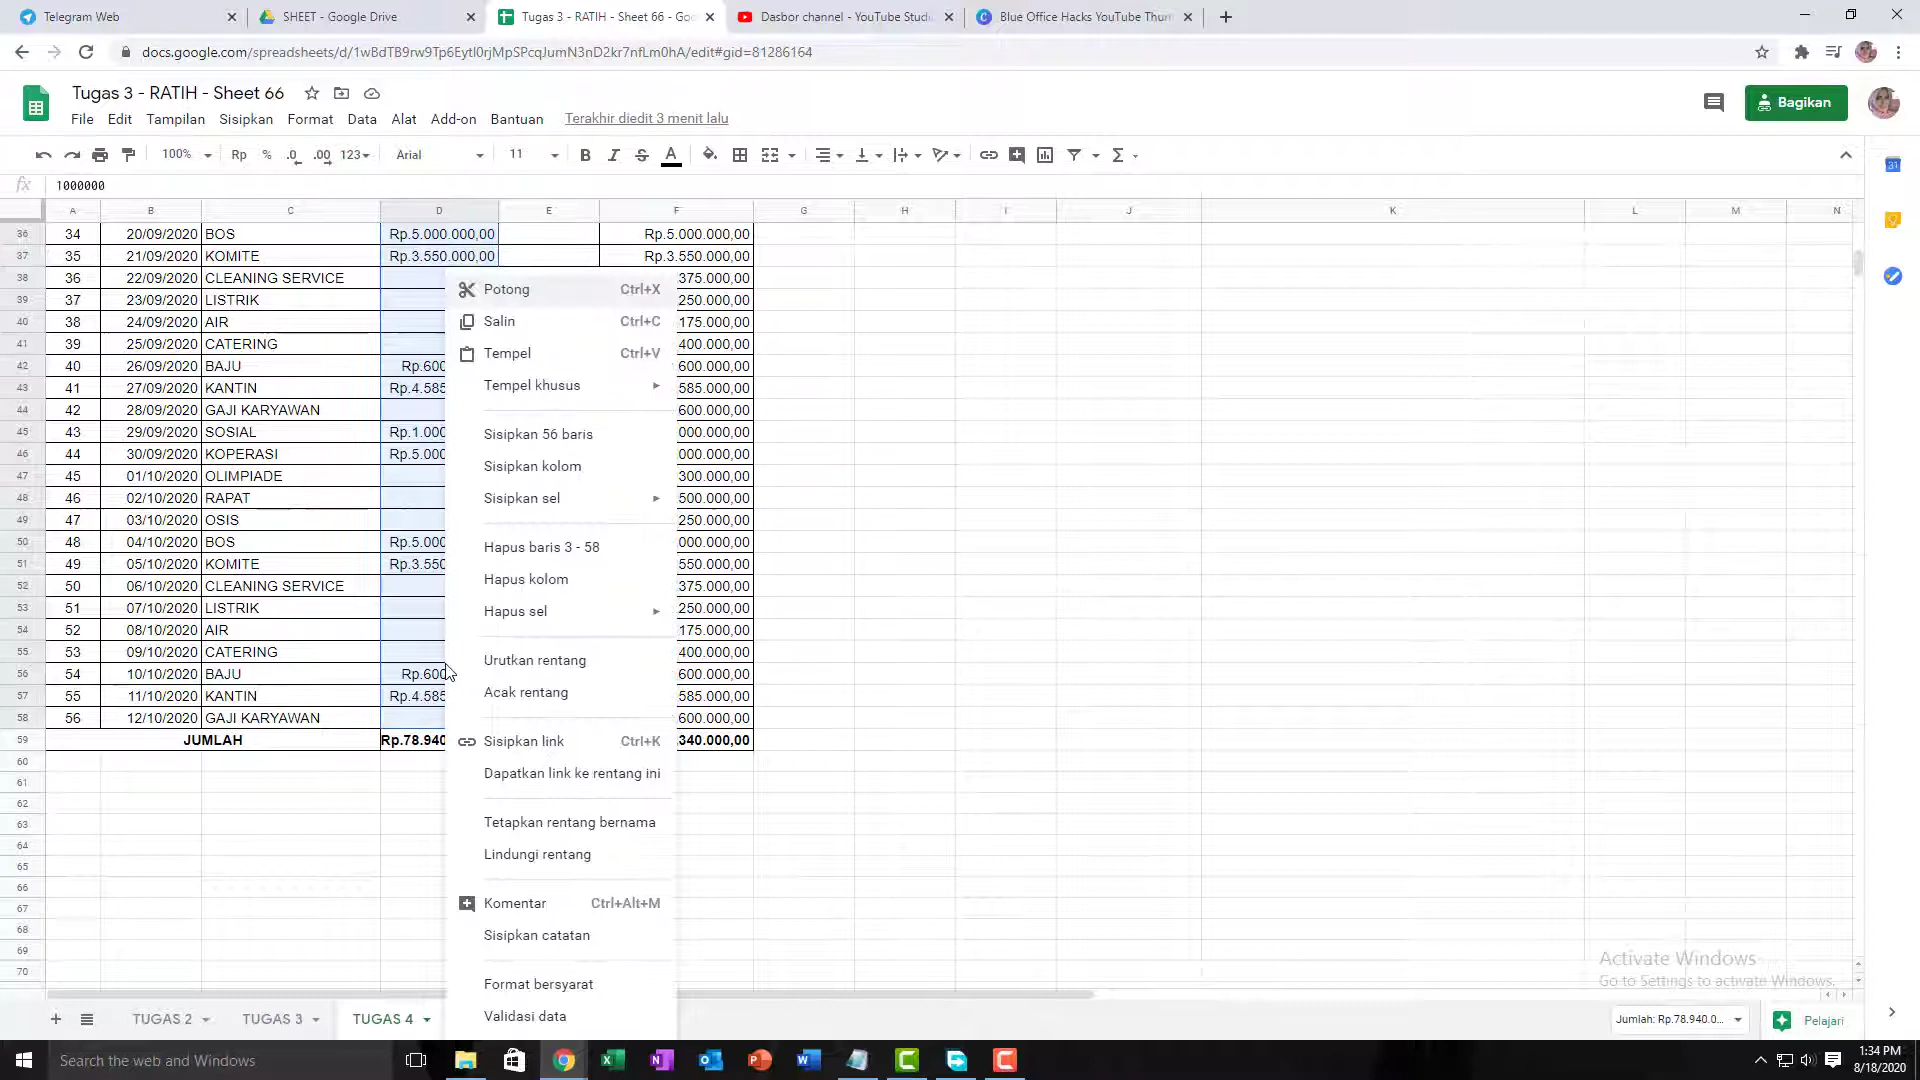 Telegram Web
SHEET - Google Drive
Tugas 3 - RATIH - Sheet 66 - Goo
Dasbor channel - YouTube Studi
Blue Office Hacks YouTube Thum
docs.google.com/spreadsheets/d/1wBdTB9rw9Tp6Eytl0rjMpSPcqJumN3nD2kr7nfLm0hA/edit#gid=81286164
Tugas 3 - RATIH - Sheet 66
Bagikan
File Edit Tampilan Sisipkan Format Data Alat Add-on Bantuan Terakhir diedit 3 menit lalu
100% Rp % .0 .00 123 Arial 11 B I S A Σ
fx 1000000
A B C D E F G H I J K L M N
36 34 20/09/2020 BOS Rp.5.000.000,00 Rp.5.000.000,00
37 35 21/09/2020 KOMITE Rp.3.550.000,00 Rp.3.550.000,00
38 36 22/09/2020 CLEANING SERVICE 375.000,00
39 37 23/09/2020 LISTRIK 250.000,00
40 38 24/09/2020 AIR 175.000,00
41 39 25/09/2020 CATERING 400.000,00
42 40 26/09/2020 BAJU Rp.600 600.000,00
43 41 27/09/2020 KANTIN Rp.4.585 585.000,00
44 42 28/09/2020 GAJI KARYAWAN 600.000,00
45 43 29/09/2020 SOSIAL Rp.1.000 000.000,00
46 44 30/09/2020 KOPERASI Rp.5.000 000.000,00
47 45 01/10/2020 OLIMPIADE 300.000,00
48 46 02/10/2020 RAPAT 500.000,00
49 47 03/10/2020 OSIS 250.000,00
50 48 04/10/2020 BOS Rp.5.000 000.000,00
51 49 05/10/2020 KOMITE Rp.3.550 550.000,00
52 50 06/10/2020 CLEANING SERVICE 375.000,00
53 51 07/10/2020 LISTRIK 250.000,00
54 52 08/10/2020 AIR 175.000,00
55 53 09/10/2020 CATERING 400.000,00
56 54 10/10/2020 BAJU Rp.600 600.000,00
57 55 11/10/2020 KANTIN Rp.4.585 585.000,00
58 56 12/10/2020 GAJI KARYAWAN 600.000,00
59 JUMLAH Rp.78.940 340.000,00
60
61
62
63
64
65
66
67
68
69
70
Potong Ctrl+X
Salin Ctrl+C
Tempel Ctrl+V
Tempel khusus
Sisipkan 56 baris
Sisipkan kolom
Sisipkan sel
Hapus baris 3 - 58
Hapus kolom
Hapus sel
Urutkan rentang
Acak rentang
Sisipkan link Ctrl+K
Dapatkan link ke rentang ini
Tetapkan rentang bernama
Lindungi rentang
Komentar Ctrl+Alt+M
Sisipkan catatan
Format bersyarat
Validasi data
Activate Windows
Go to Settings to activate Windows.
TUGAS 2 TUGAS 3 TUGAS 4
Jumlah: Rp.78.940.0...
Pelajari
Search the web and Windows
1:34 PM
8/18/2020